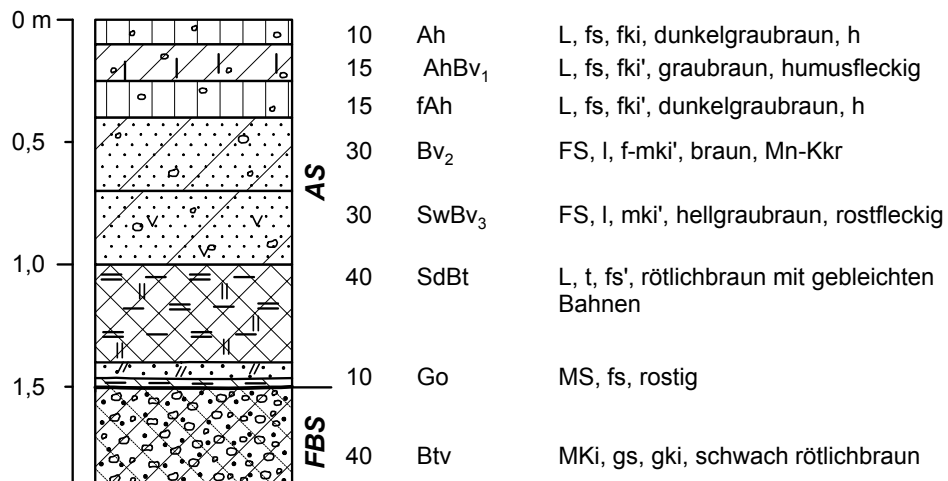 0 m
10 Ah L, fs, fki, dunkelgraubraun, h
15 AhBv1 L, fs, fki', graubraun, humusfleckig
15 fAh L, fs, fki', dunkelgraubraun, h
0,5
30 Bv2 FS, l, f-mki', braun, Mn-Kkr
AS
30 SwBv3 FS, l, mki', hellgraubraun, rostfleckig
1,0
40 SdBt L, t, fs', rötlichbraun mit gebleichten
Bahnen
10 Go MS, fs, rostig
1,5
FBS
40 Btv MKi, gs, gki, schwach rötlichbraun